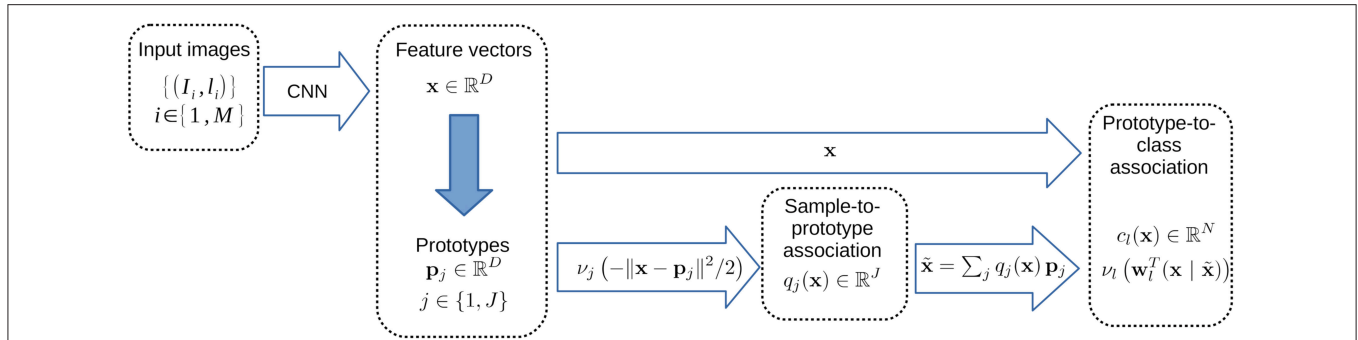 Input images
{(I_i, l_i)}
i∈{1, M}
CNN
Feature vectors
x ∈ ℝ^D
Prototypes
p_j ∈ ℝ^D
j ∈ {1, J}
x
ν_j (−‖x − p_j‖²/2)
Sample-to-
prototype
association
q_j(x) ∈ ℝ^J
x̃ = ∑_j q_j(x) p_j
Prototype-to-
class
association
c_l(x) ∈ ℝ^N
ν_l (w_l^T(x | x̃))